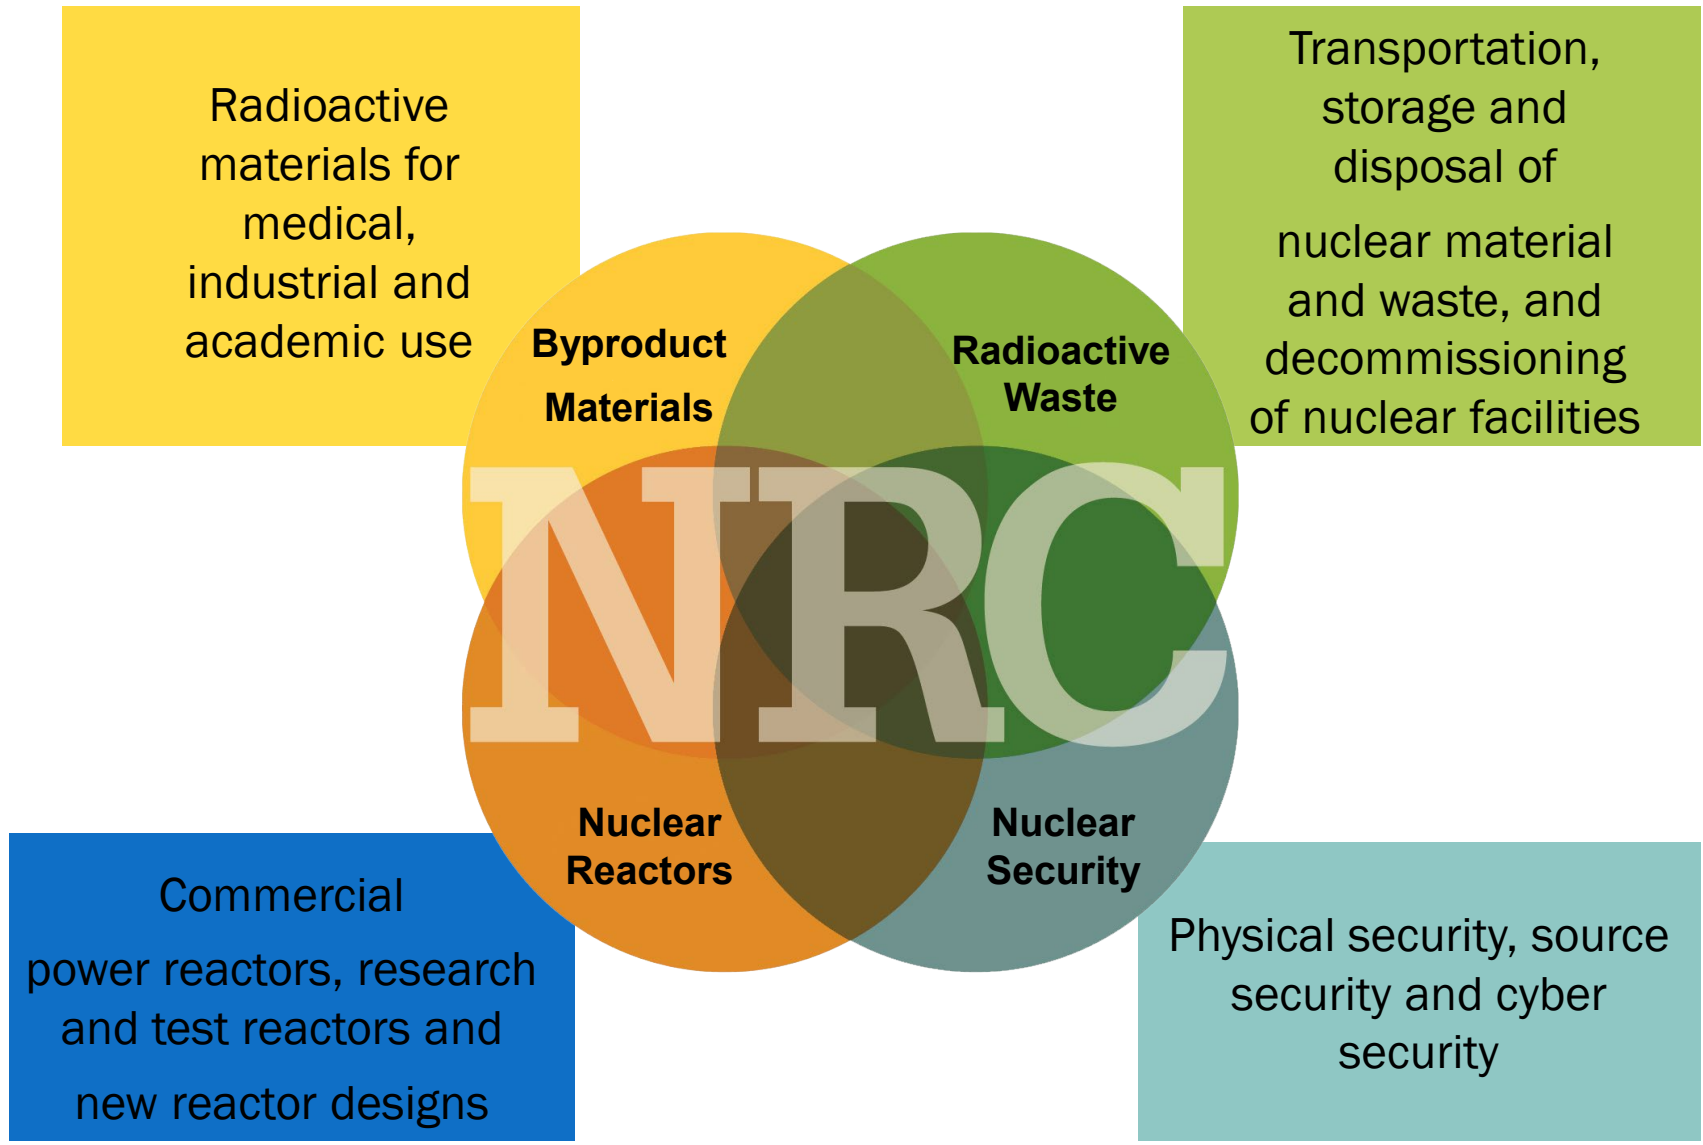 Radioactive
materials for
medical,
industrial and
academic use
Transportation,
storage and
disposal of
nuclear material
and waste, and
decommissioning
of nuclear facilities
Byproduct
Materials
Radioactive
Waste
NRC
Nuclear
Reactors
Nuclear
Security
Commercial
power reactors, research
and test reactors and
new reactor designs
Physical security, source
security and cyber
security